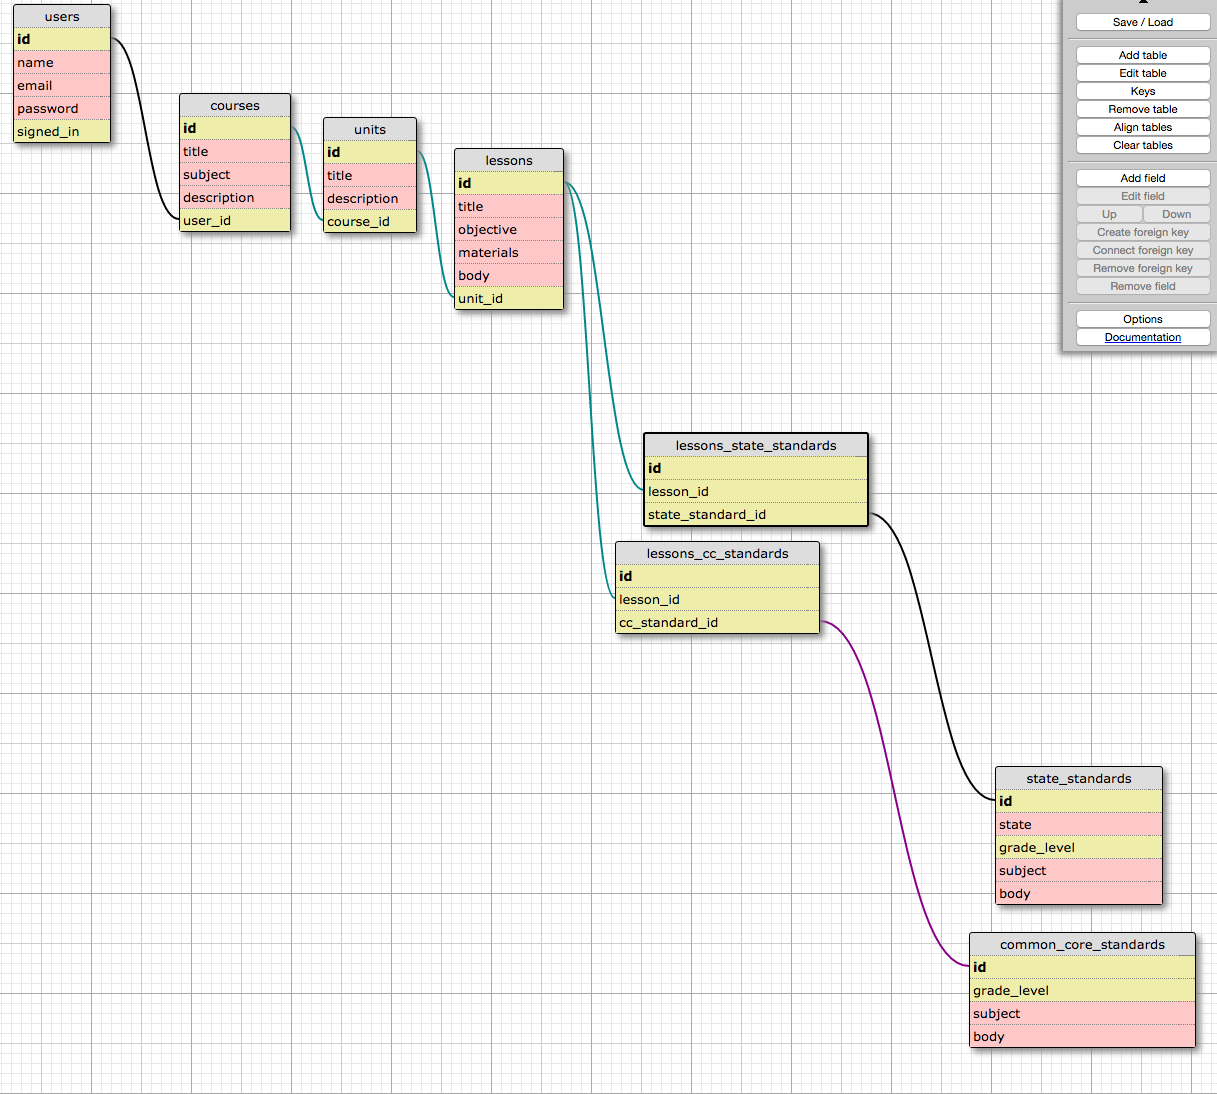 users
id
name
email
password
signed_in
courses
id
title
subject
description
user_id
units
id
title
description
course_id
lessons
id
title
objective
materials
body
unit_id
lessons_state_standards
id
lesson_id
state_standard_id
lessons_cc_standards
id
lesson_id
cc_standard_id
state_standards
id
state
grade_level
subject
body
common_core_standards
id
grade_level
subject
body
Save / Load
Add table
Edit table
Keys
Remove table
Align tables
Clear tables
Add field
Edit field
Up Down
Create foreign key
Connect foreign key
Remove foreign key
Remove field
Options
Documentation